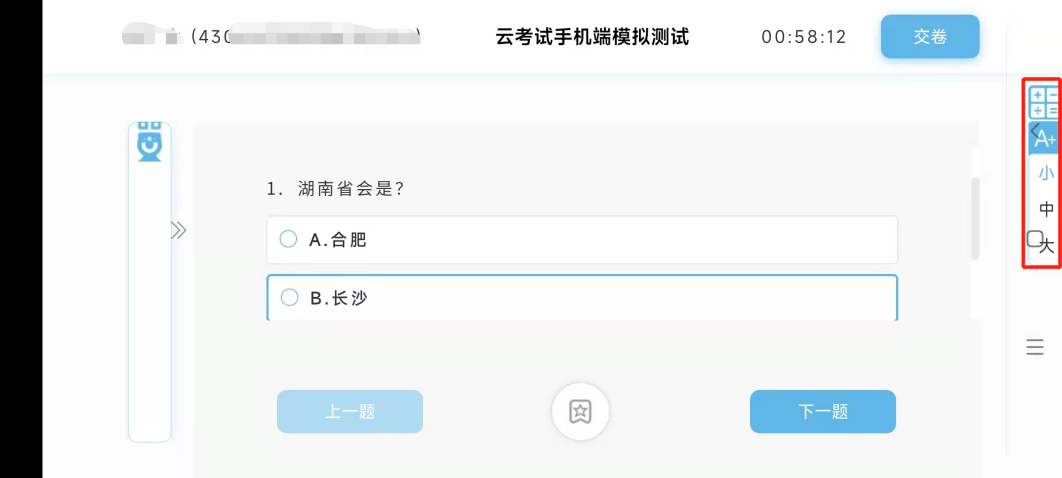 (430
云考试手机端模拟测试
00:58:12
交卷
A+
小
中
大
1. 湖南省会是?
A.合肥
B.长沙
上一题
下一题